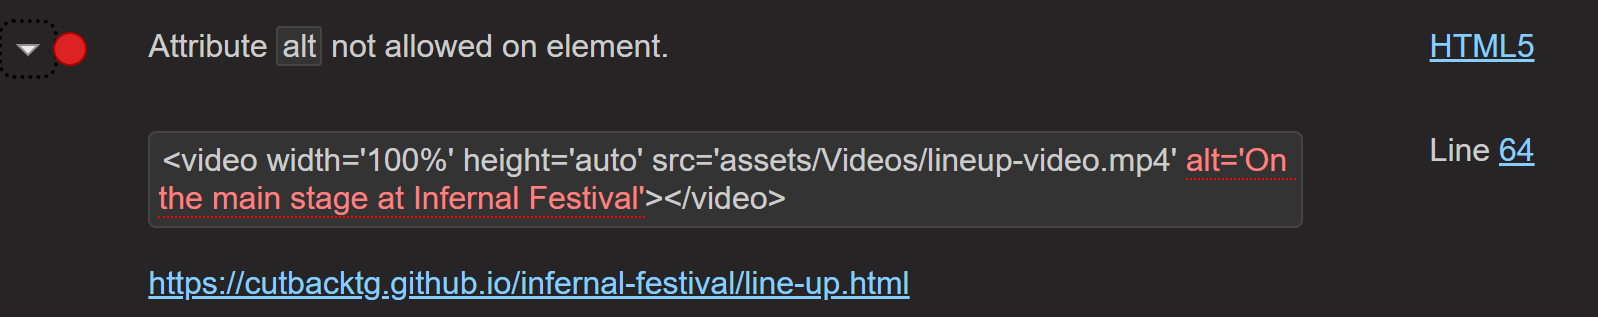 Attribute alt not allowed on element.
HTML5
<video width='100%' height='auto' src='assets/Videos/lineup-video.mp4' alt='On
the main stage at Infernal Festival'></video>
Line 64
https://cutbacktg.github.io/infernal-festival/line-up.html